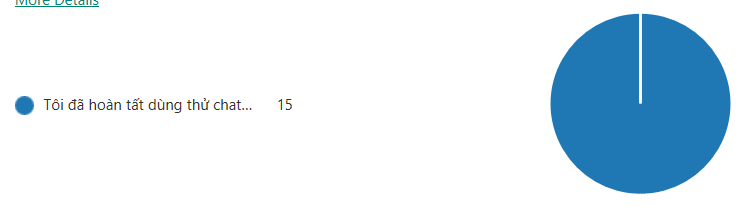 More Details
Tôi đã hoàn tất dùng thử chat... 15